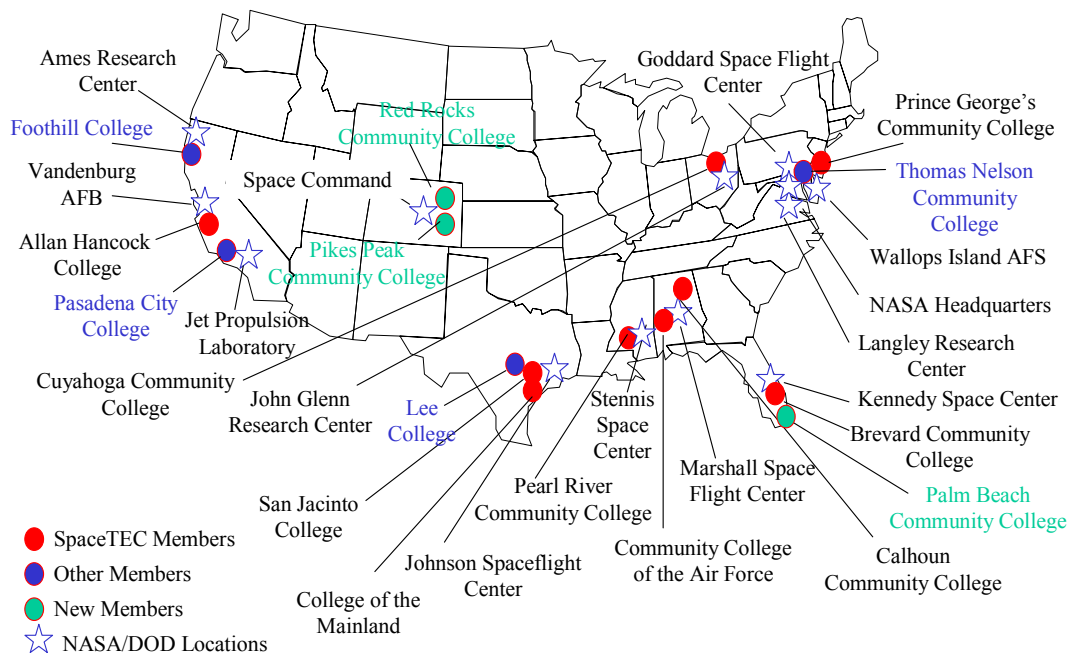 Ames Research
Center
Goddard Space Flight
Center
Prince George’s
Community College
Red Rocks
Community College
Foothill College
Vandenburg
AFB
Space Command
Thomas Nelson
Community
College
Allan Hancock
College
Pikes Peak
Community College
Wallops Island AFS
Pasadena City
College
Jet Propulsion
Laboratory
NASA Headquarters
Langley Research
Center
Cuyahoga Community
College
John Glenn
Research Center
Lee
College
Stennis
Space
Center
Kennedy Space Center
Brevard Community
College
Marshall Space
Flight Center
Pearl River
Community College
Palm Beach
Community College
San Jacinto
College
Community College
of the Air Force
Calhoun
Community College
Johnson Spaceflight
Center
College of the
Mainland
SpaceTEC Members
Other Members
New Members
NASA/DOD Locations